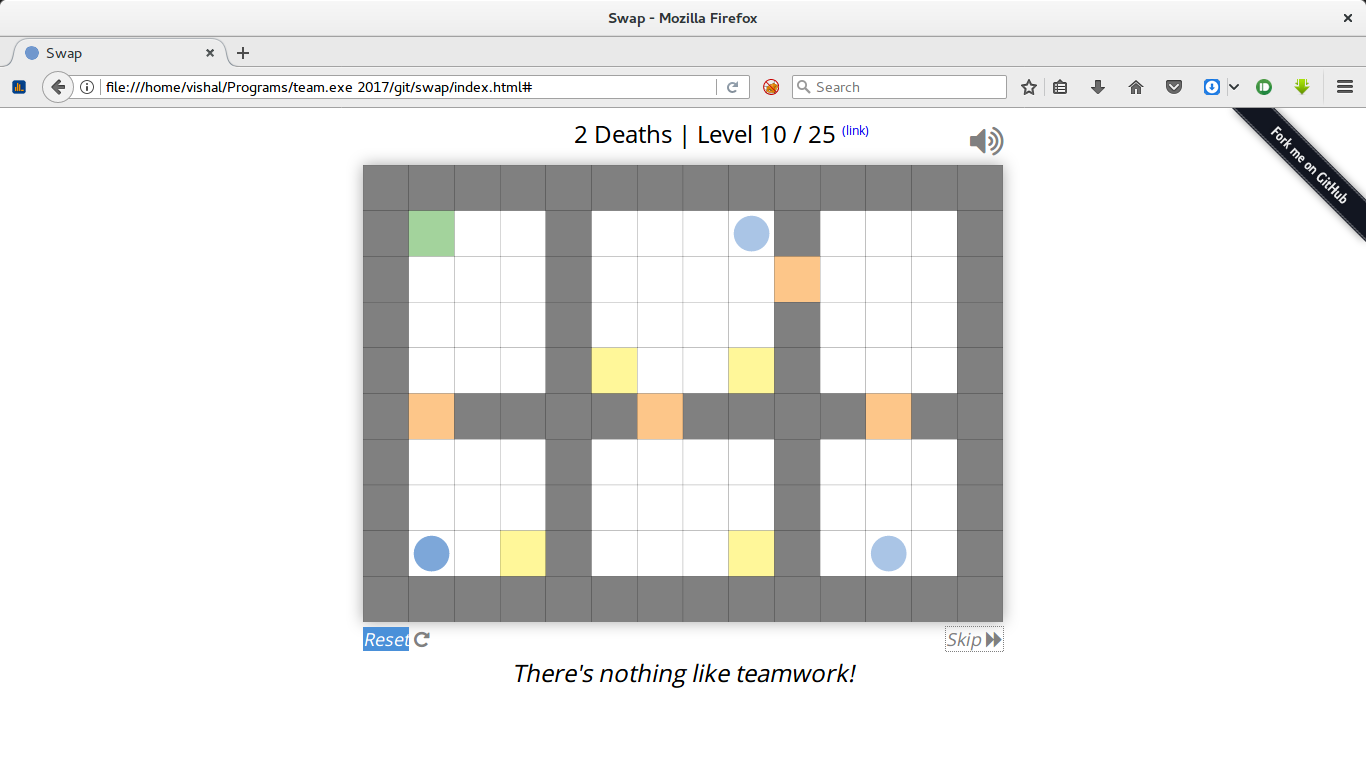 Swap - Mozilla Firefox
Swap
file:///home/vishal/Programs/team.exe 2017/git/swap/index.html#
Search
2 Deaths | Level 10 / 25 (link)
Fork me on GitHub
Reset
Skip
There's nothing like teamwork!